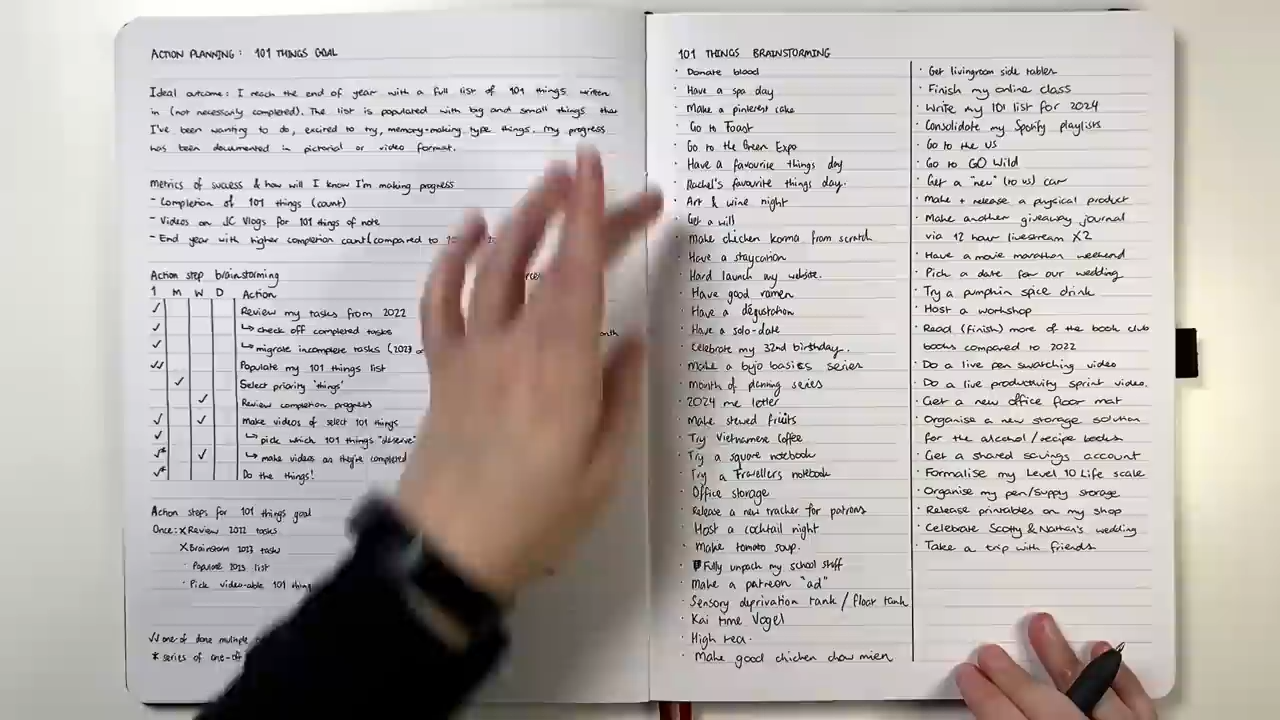 ACTION PLANNING: 101 THINGS GOAL
Ideal outcome: I reach the end of year with a full list of 101 things written
in (not necessarily completed). The list is populated with big and small things that
I've been wanting to do, excired to try, memory-making type things. My progress
has been documented in pictorial or video format.
Metrics of success & how will I know I'm making progress
- Completion of 101 things (count)
- Videos on JC Vlogs for 101 things of note
- End year with higher completion count (compared to
Action step brainstorming
1 M W D Action
✓ Review my tasks from 2022
✓ ↳ check off completed tasks
✓ ↳ migrate incomplete tasks (2023
✓✓ Populate my 101 things list
✓ Select priority 'things'
✓ Review completion progress
✓ ✓ Make videos of select 101 things
✓ ↳ pick which 101 things "deserve"
✓* ✓ ↳ make videos as they're completed
✓* Do the things!
Action steps for 101 things goal
Once: X Review 2022 tasks
X Brainstorm 2023 tasks
· Populate 2023 list
· Pick video-able 101 thing
✓✓ one of done multiple
* series of one-of
101 THINGS BRAINSTORMING
· Donate blood
· Have a spa day
· Make a pinterest cake
· Go to Toast
· Go to the Green Expo
· Have a favourite things day
· Rachel's favourite things day.
· Art & wine night
· Get a will
· Make chicken korma from scratch
· Have a staycation
· Hard launch my website.
· Have good ramen
· Have a dégustation
· Have a solo-date
· Celebrate my 32nd birthday.
· Make a bujo basics series
· Month of planting series
· 2024 me letter
· Make stewed fruits
· Try Vietnamese coffee
· Try a square notebook
· Try a Travellers notebook
· Office storage
· Release a new tracker for patrons
· Host a cocktail night
· Make tomato soup.
· Fully unpack my school stuff
· Make a patreon "ad"
· Sensory deprivation tank / float tank
· Kai time Vogel
· High tea.
· Make good chicken chow mien
· Get livingroom side tables
· Finish my online class
· Write my 101 list for 2024
· Consolidate my Spotify playlists
· Go to the US
· Go to GO Wild
· Get a "new" (to us) car
· Make + release a physical product
· Make another giveaway journal
via 12 hour livestream X2
· Have a movie marathon weekend
· Pick a date for our wedding
· Try a pumpkin spice drink
· Host a workshop
· Read (finish) more of the book club
books compared to 2022
· Do a live pen swatching video
· Do a live productivity sprint video.
· Get a new office floor mat
· Organise a new storage solution
for the alcohol/recipe books
· Get a shared savings account
· Formalise my Level 10 Life scale
· Organise my pen/supply storage
· Release printables on my shop
· Celebrate Scotty & Nathan's wedding
· Take a trip with friends